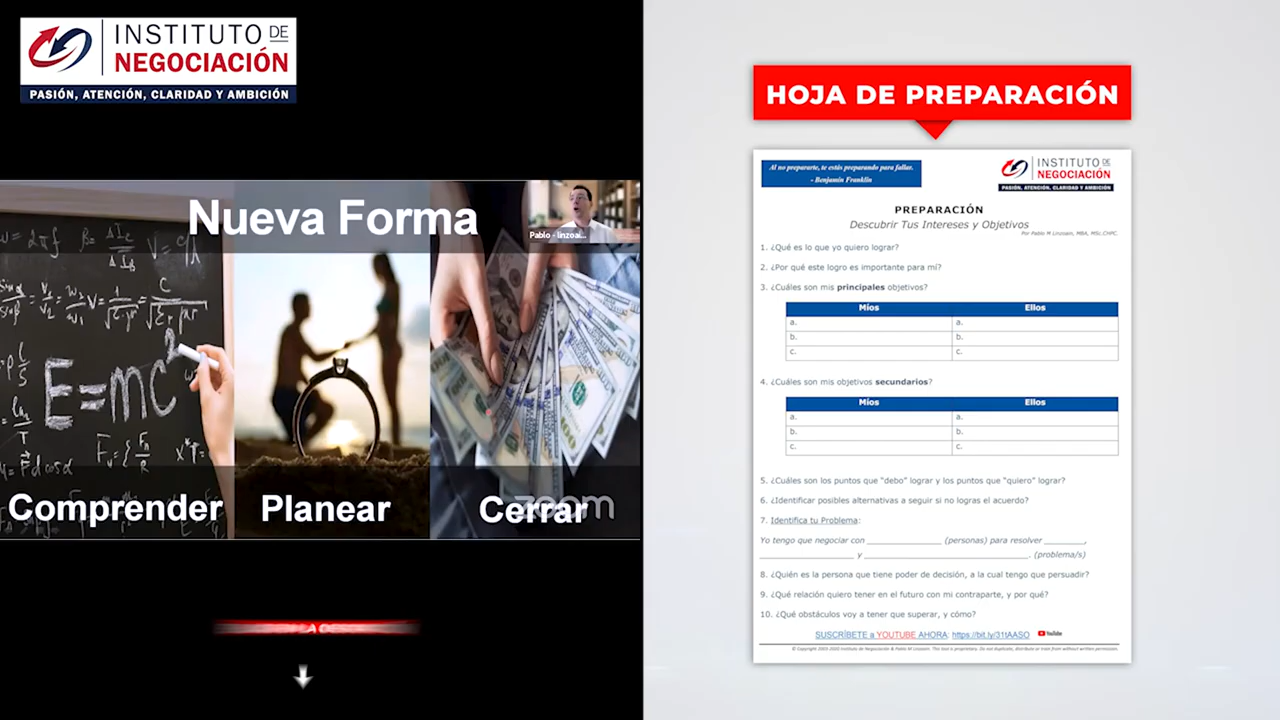 INSTITUTO DE
NEGOCIACIÓN
PASIÓN, ATENCIÓN, CLARIDAD Y AMBICIÓN
Nueva Forma
Pablo - linzoai...
E=mc²
Comprender
Planear
Cerrar
zoom
HOJA DE PREPARACIÓN
Al no prepararte, te estás preparando para fallar.
- Benjamin Franklin
INSTITUTO DE
NEGOCIACIÓN
PASIÓN, ATENCIÓN, CLARIDAD Y AMBICIÓN
PREPARACIÓN
Descubrir Tus Intereses y Objetivos
Por Pablo M Linzoain, MBA, MSc,CHPC.
1. ¿Qué es lo que yo quiero lograr?
2. ¿Por qué este logro es importante para mí?
3. ¿Cuáles son mis principales objetivos?
Míos Ellos
a. a.
b. b.
c. c.
4. ¿Cuáles son mis objetivos secundarios?
Míos Ellos
a. a.
b. b.
c. c.
5. ¿Cuáles son los puntos que "debo" lograr y los puntos que "quiero" lograr?
6. ¿Identificar posibles alternativas a seguir si no logras el acuerdo?
7. Identifica tu Problema:
Yo tengo que negociar con ______________ (personas) para resolver ________,
__________________ y ________________________________. (problema/s)
8. ¿Quién es la persona que tiene poder de decisión, a la cual tengo que persuadir?
9. ¿Qué relación quiero tener en el futuro con mi contraparte, y por qué?
10. ¿Qué obstáculos voy a tener que superar, y cómo?
SUSCRÍBETE a YOUTUBE AHORA: https://bit.ly/31tAASO YouTube